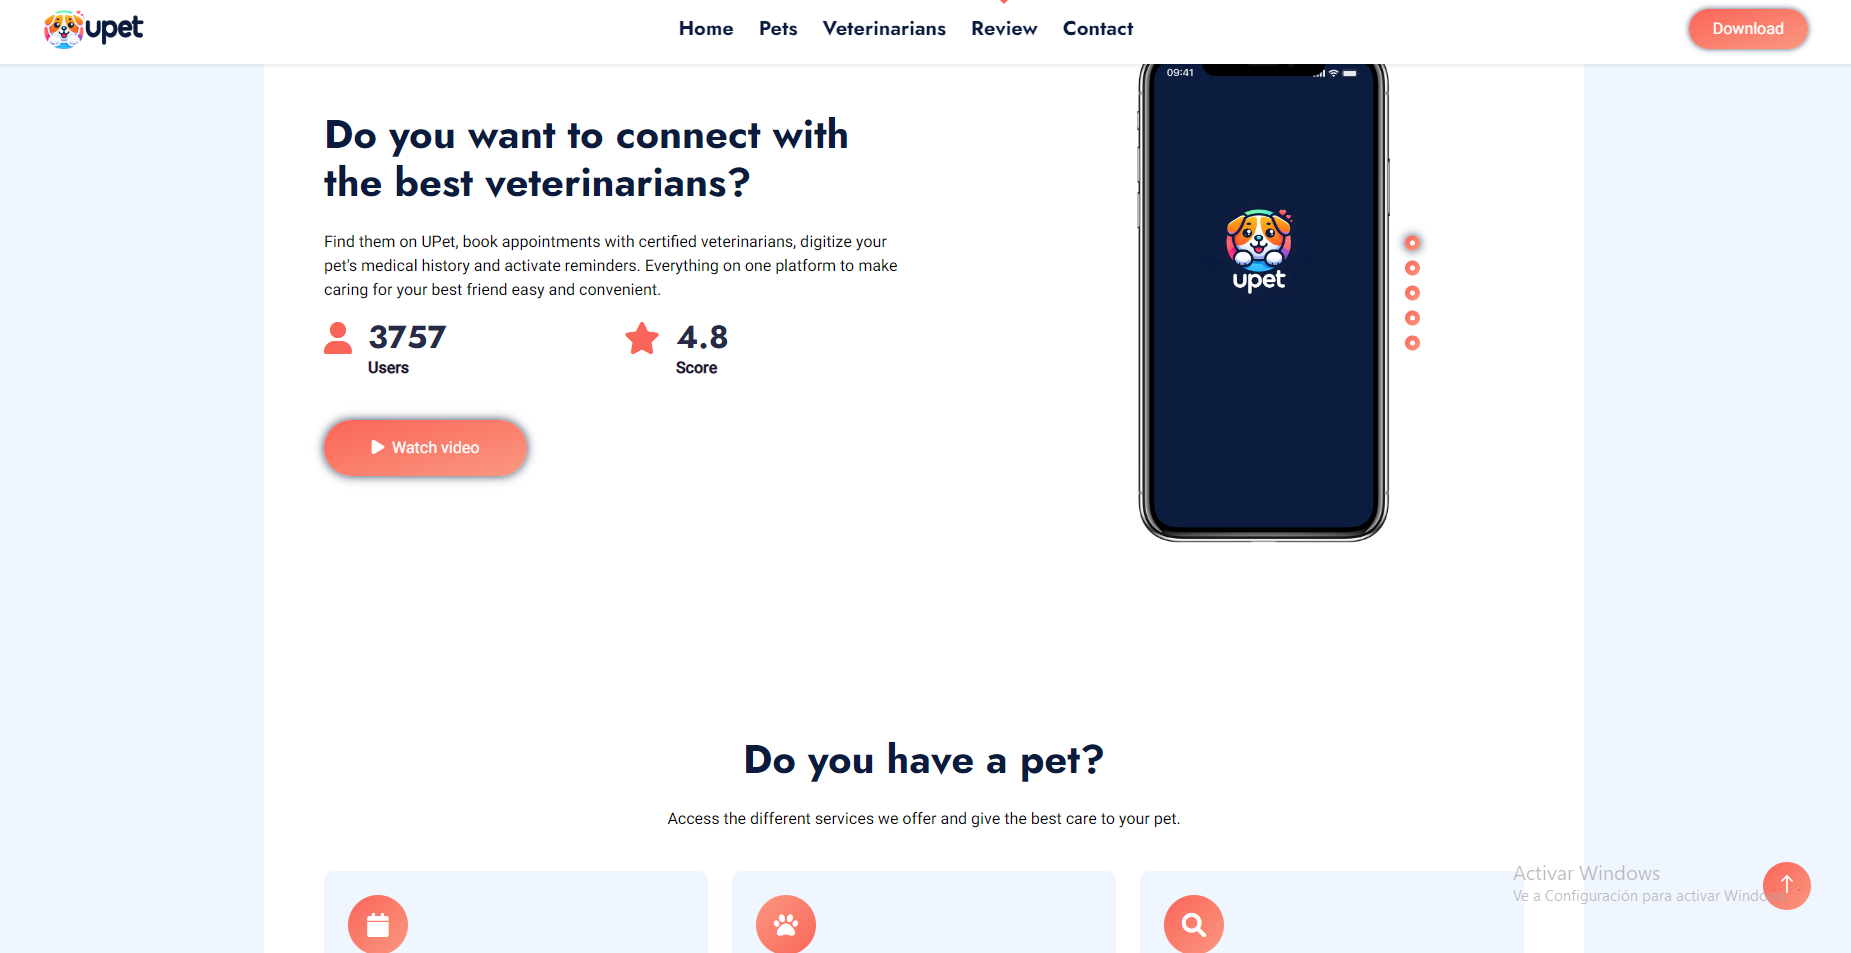 upet
Home Pets Veterinarians Review Contact
Download
09:41
Do you want to connect with
the best veterinarians?
Find them on UPet, book appointments with certified veterinarians, digitize your
pet's medical history and activate reminders. Everything on one platform to make
caring for your best friend easy and convenient.
3757
Users
4.8
Score
Watch video
upet
Do you have a pet?
Access the different services we offer and give the best care to your pet.
Activar Windows
Ve a Configuración para activar Windows.